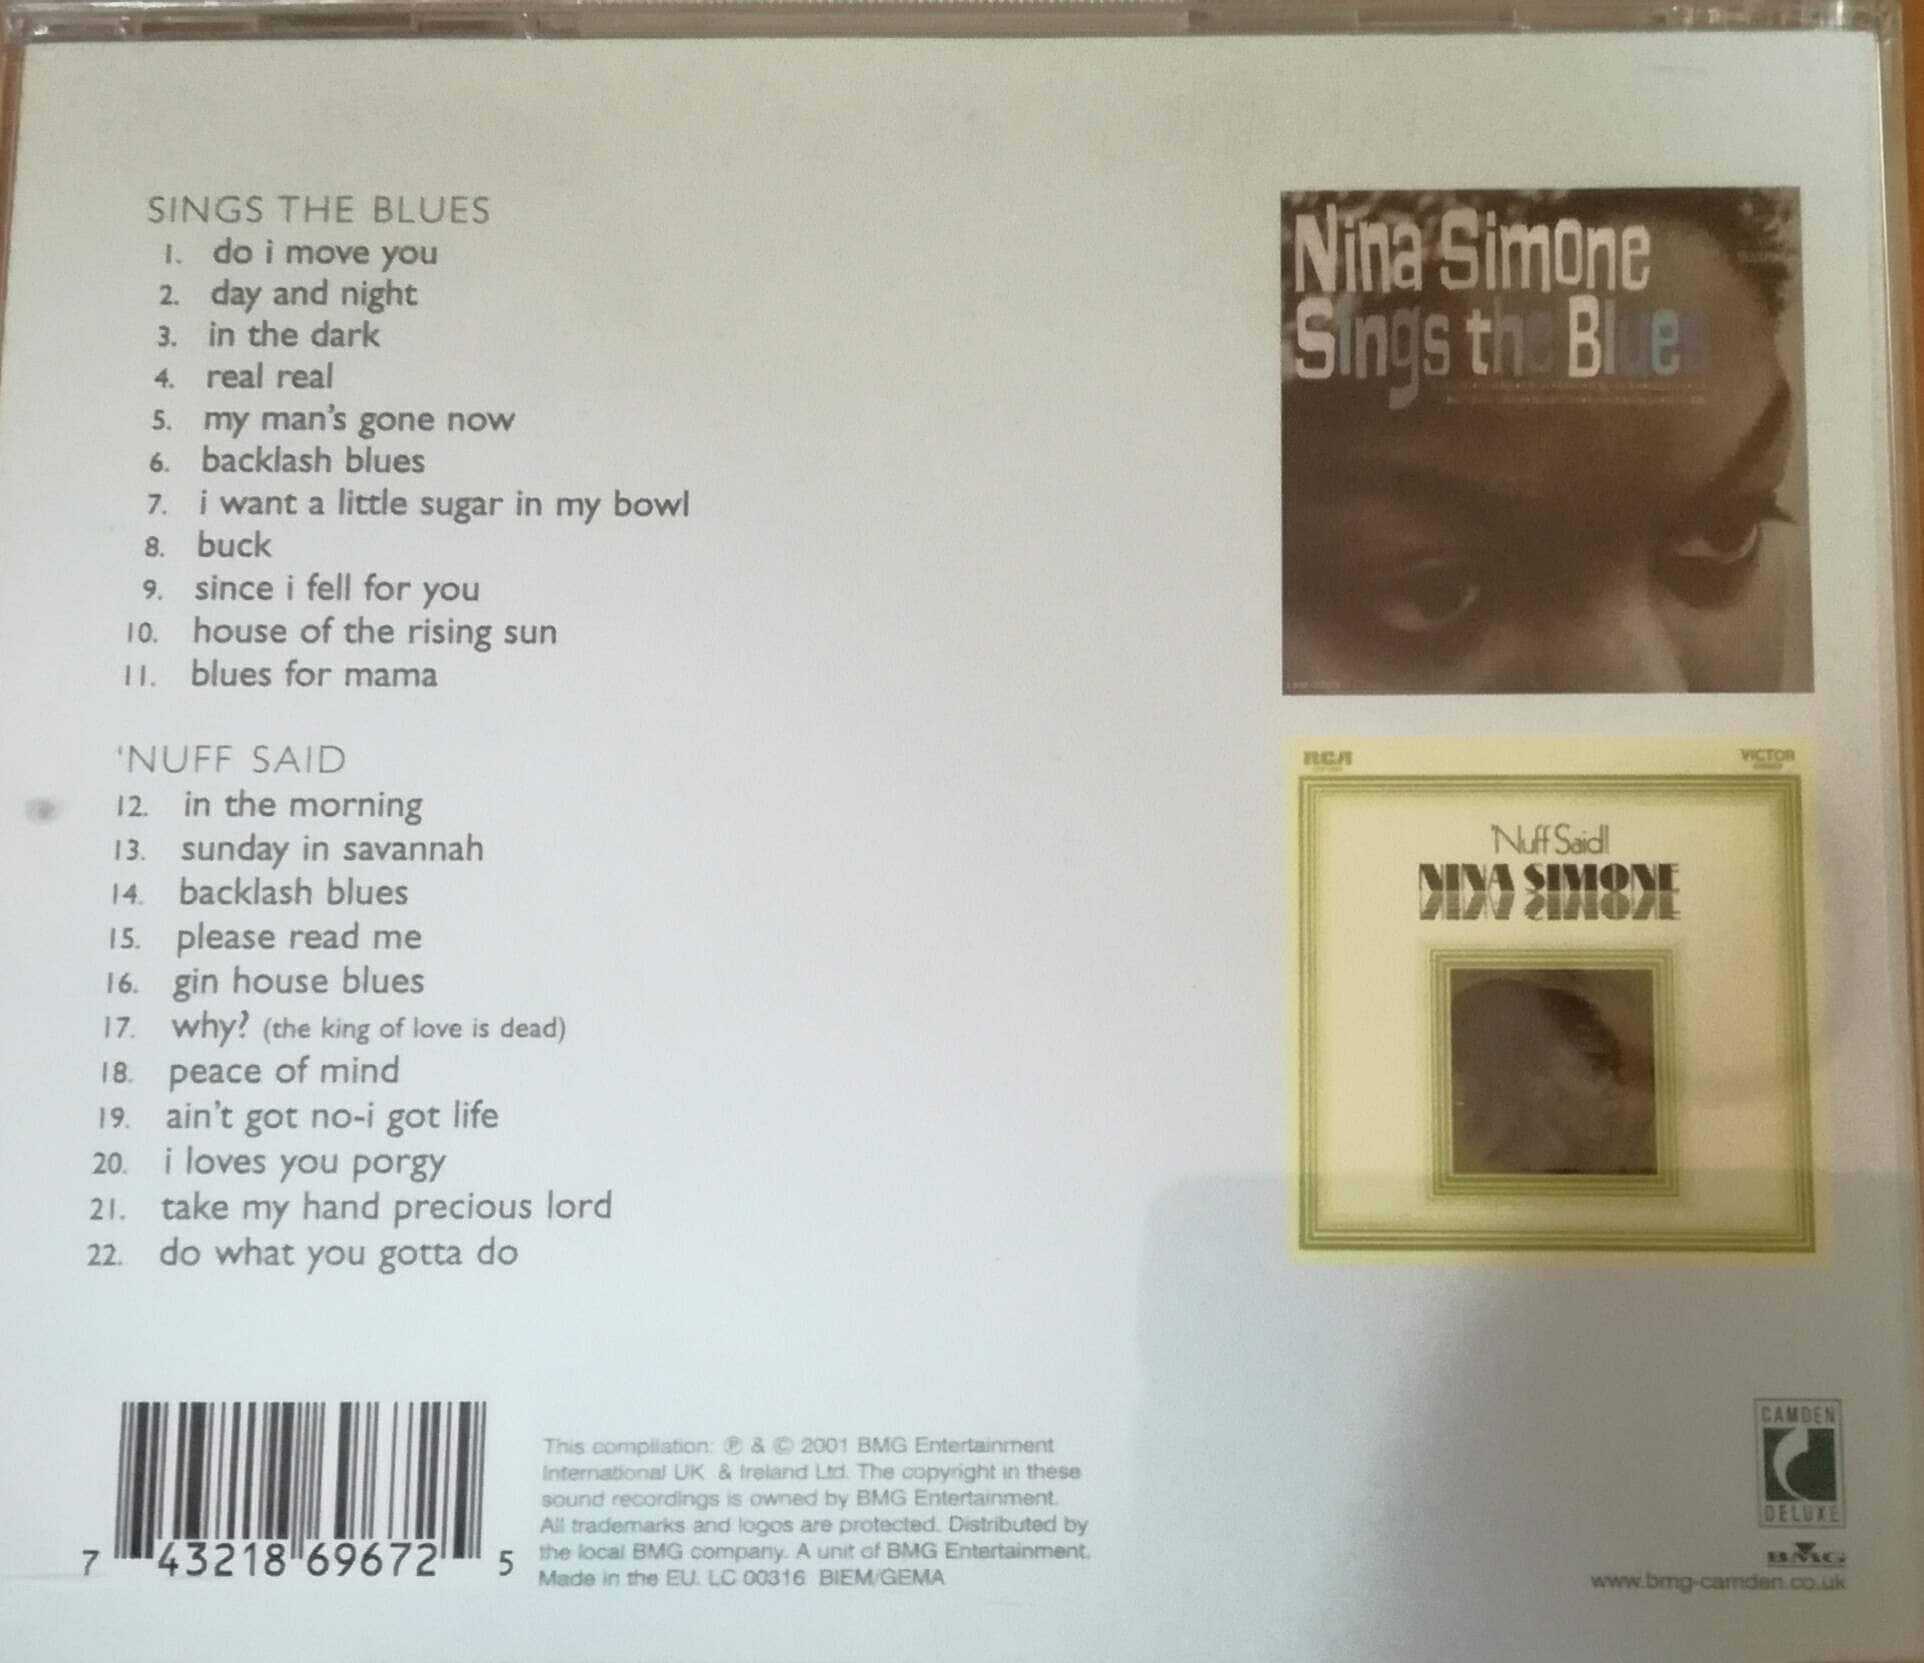 SINGS THE BLUES
1. do i move you
2. day and night
3. in the dark
4. real real
5. my man's gone now
6. backlash blues
7. i want a little sugar in my bowl
8. buck
9. since i fell for you
10. house of the rising sun
11. blues for mama
'NUFF SAID
12. in the morning
13. sunday in savannah
14. backlash blues
15. please read me
16. gin house blues
17. why? (the king of love is dead)
18. peace of mind
19. ain't got no-i got life
20. i loves you porgy
21. take my hand precious lord
22. do what you gotta do
Nina Simone
Sings the Blues
RCA VICTOR
'Nuff Said!
NINA SIMONE
7 43218 69672 5
This compilation: ℗ & © 2001 BMG Entertainment
International UK & Ireland Ltd. The copyright in these
sound recordings is owned by BMG Entertainment.
All trademarks and logos are protected. Distributed by
the local BMG company. A unit of BMG Entertainment.
Made in the EU. LC 00316 BIEM/GEMA
CAMDEN
DELUXE
BMG
www.bmg-camden.co.uk